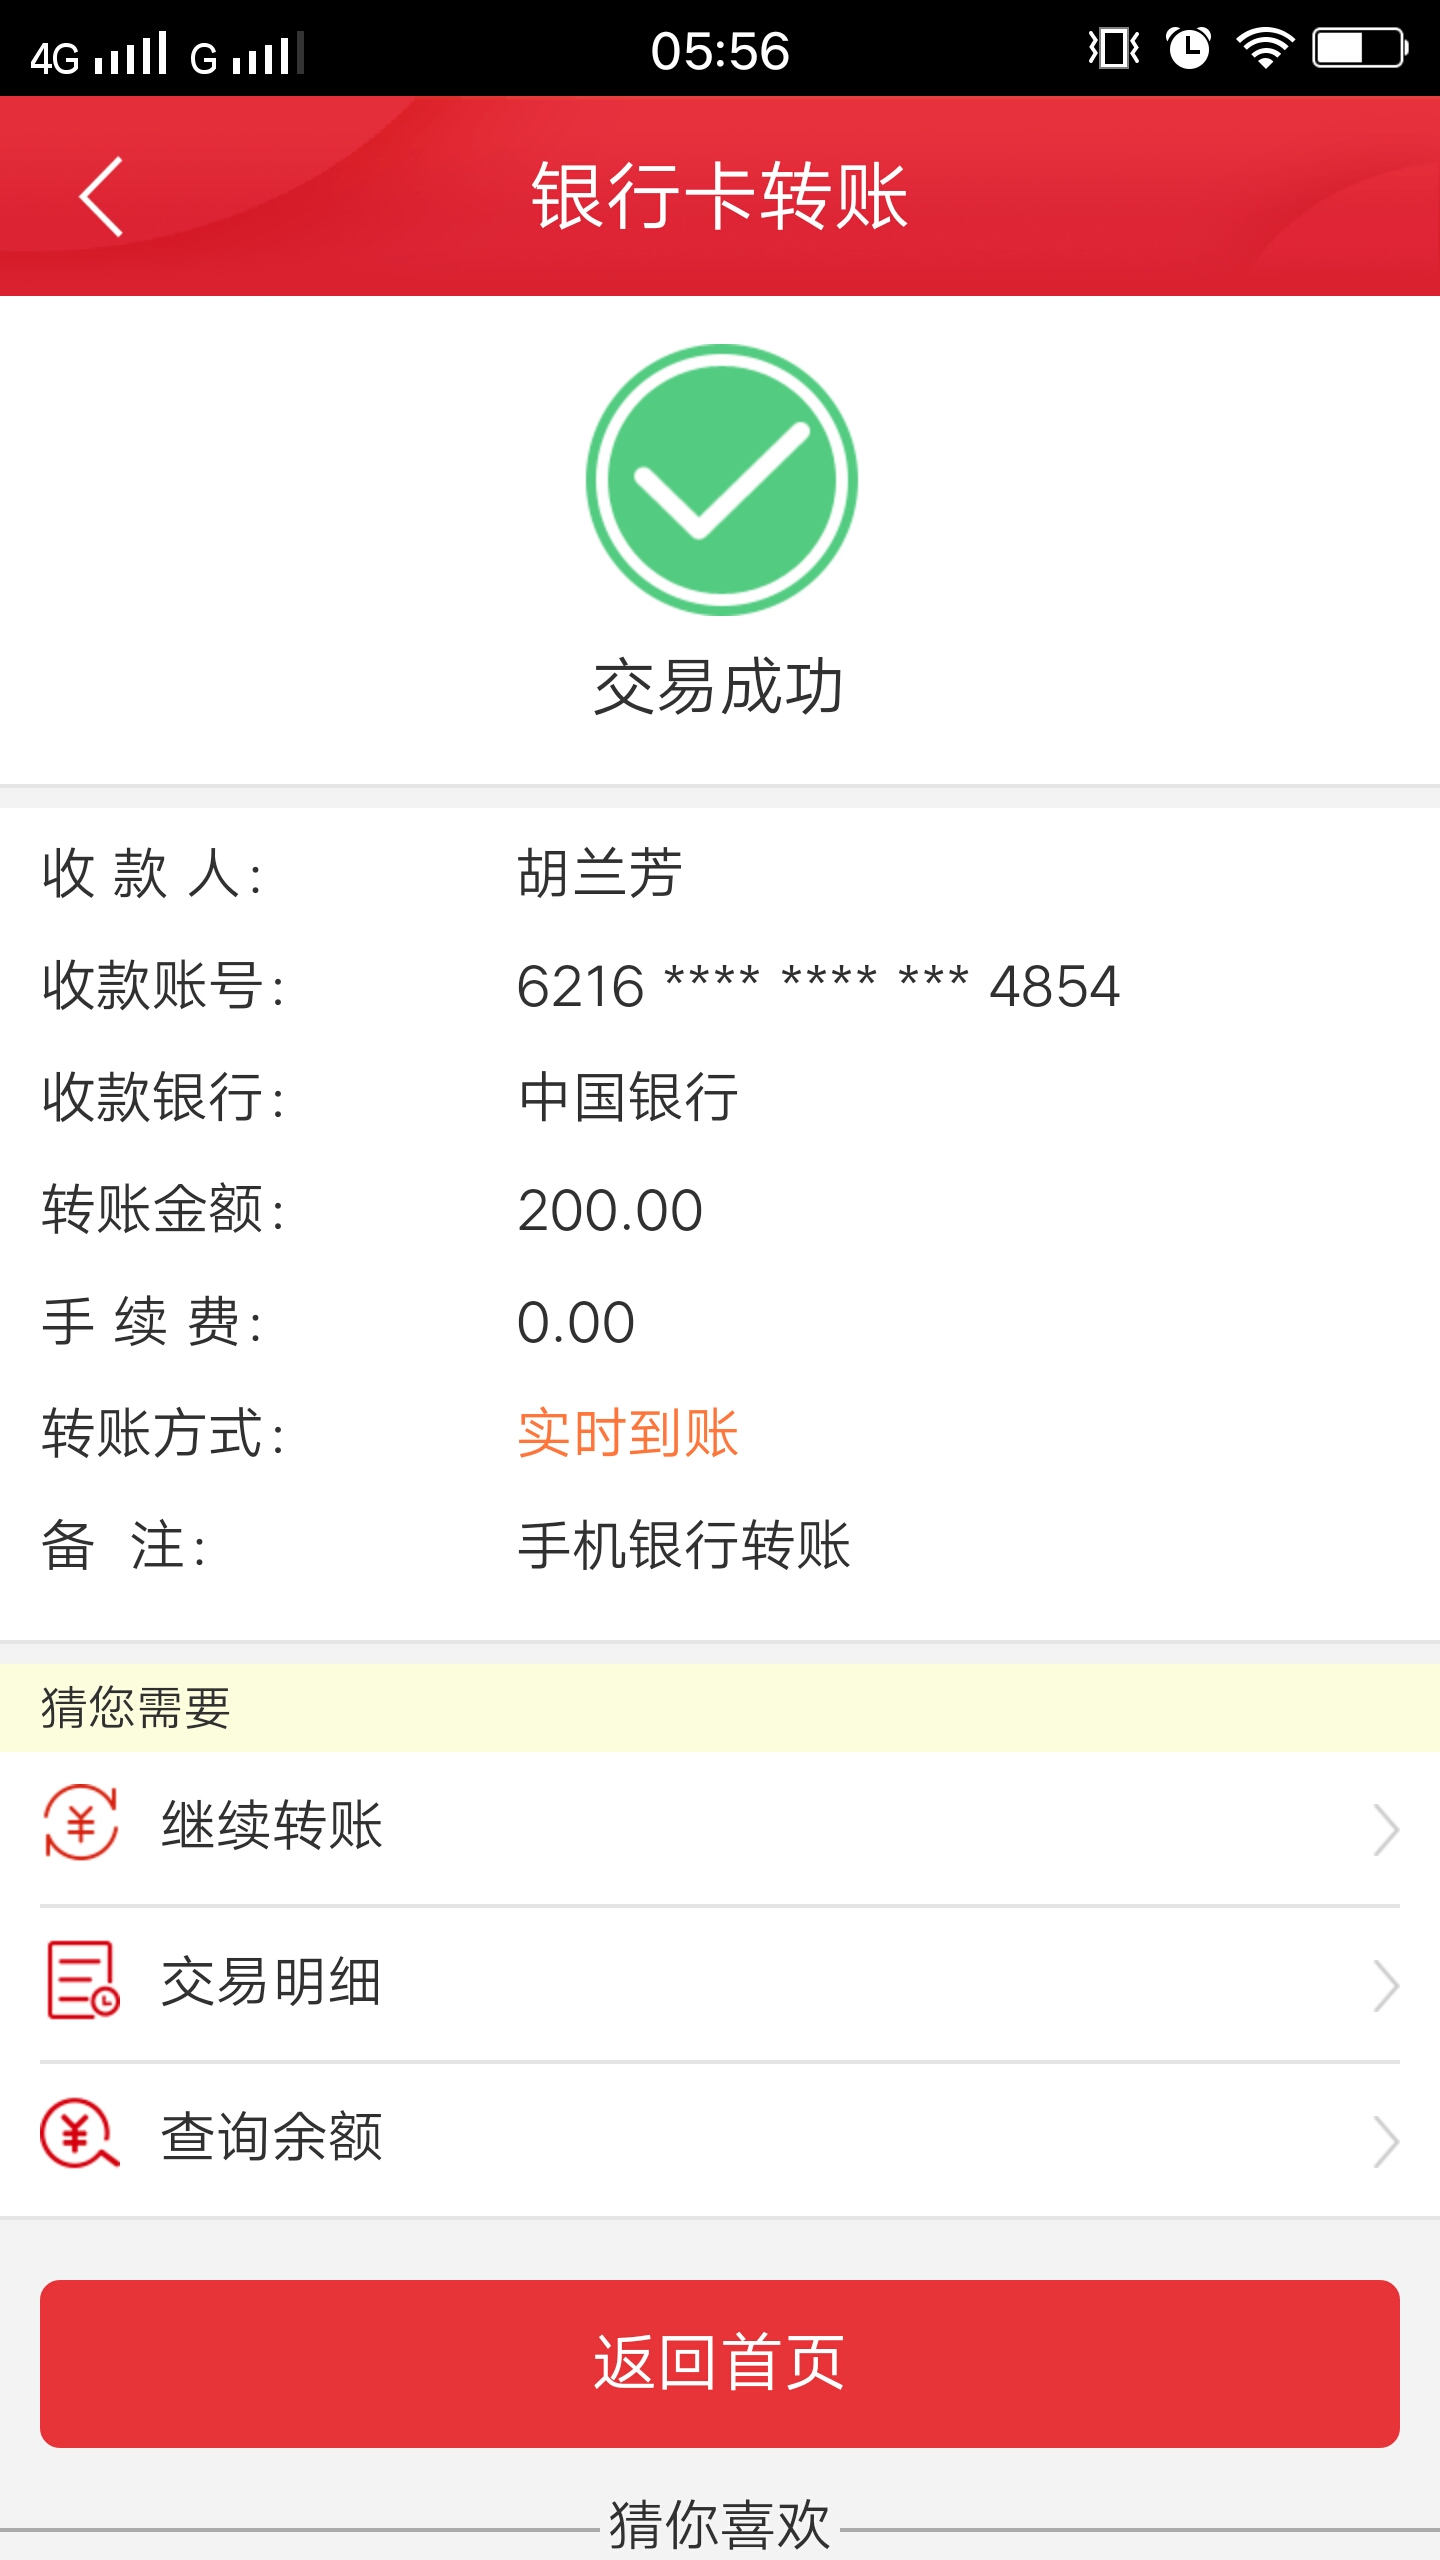 4G G 05:56
银行卡转账
交易成功
收 款 人: 胡兰芳
收款账号: 6216 **** **** *** 4854
收款银行: 中国银行
转账金额: 200.00
手 续 费: 0.00
转账方式: 实时到账
备 注: 手机银行转账
猜您需要
继续转账
交易明细
查询余额
返回首页
猜你喜欢